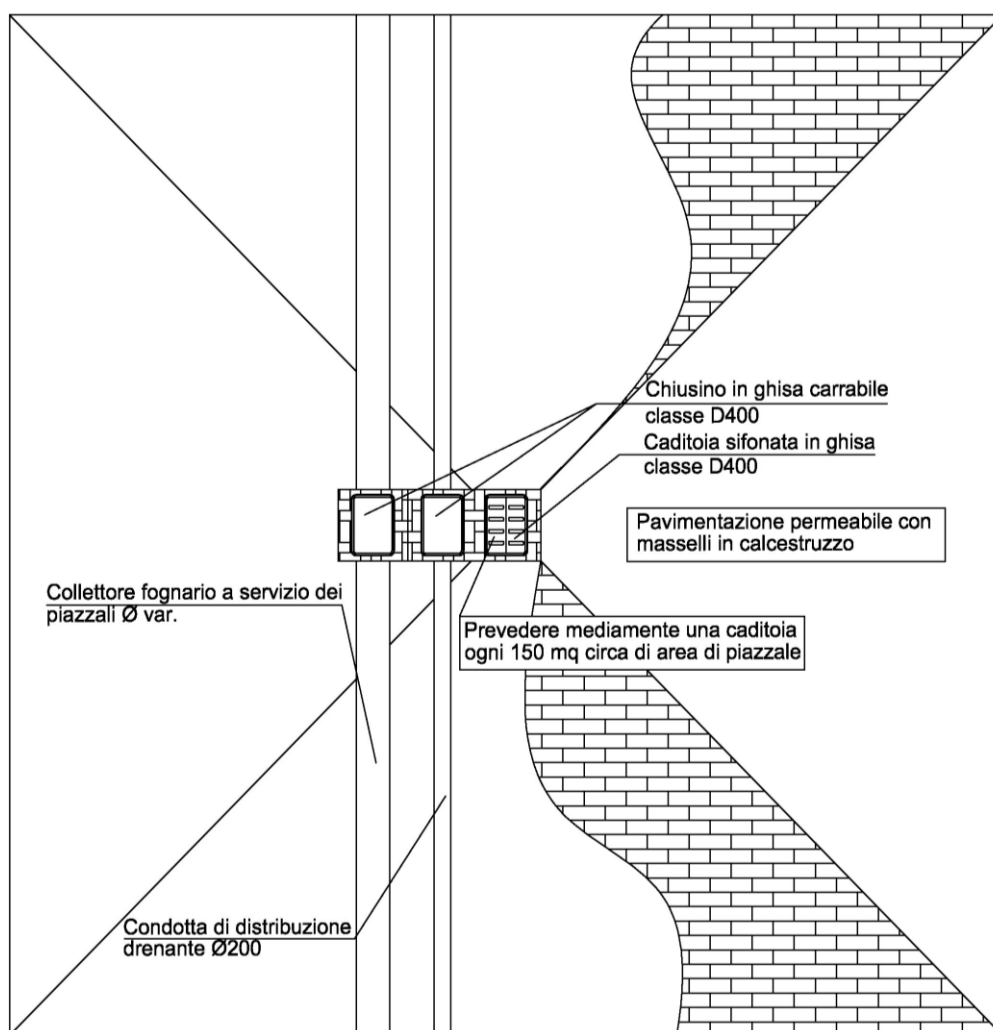 Chiusino in ghisa carrabile
classe D400
Caditoia sifonata in ghisa
classe D400
Pavimentazione permeabile con
masselli in calcestruzzo
Collettore fognario a servizio dei
piazzali Ø var.
Prevedere mediamente una caditoia
ogni 150 mq circa di area di piazzale
Condotta di distribuzione
drenante Ø200